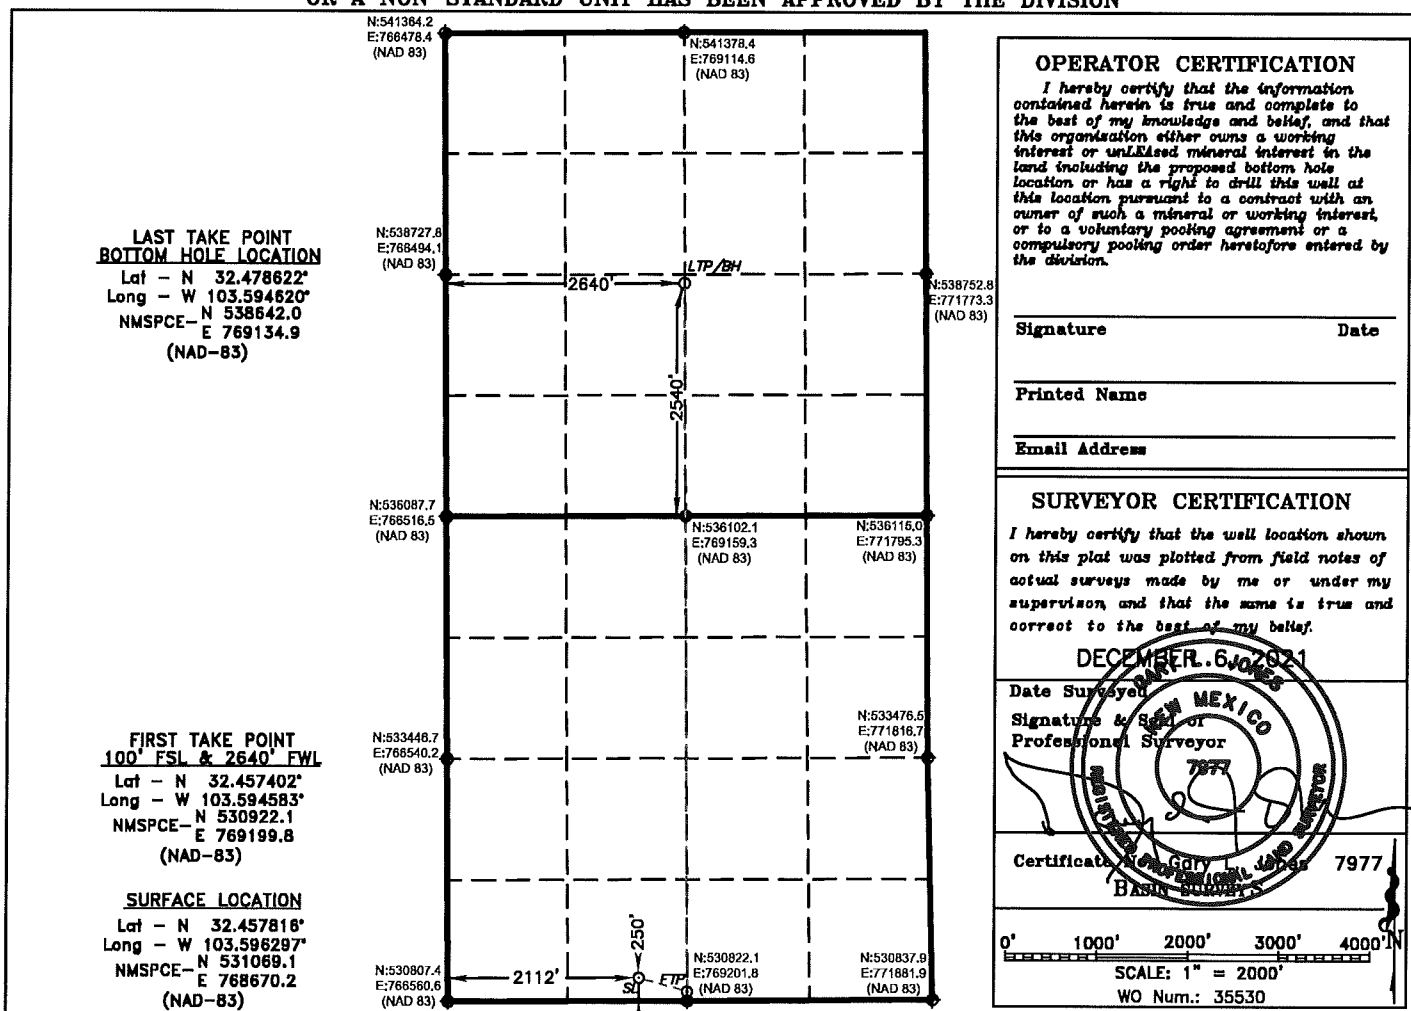 OR A NON-STANDARD UNIT HAS BEEN APPROVED BY THE DIVISION
N:541364.2
E:766478.4
(NAD 83)
N:541378.4
E:769114.6
(NAD 83)
LAST TAKE POINT
BOTTOM HOLE LOCATION
Lat - N 32.478622°
Long - W 103.594620°
NMSPCE- N 538642.0
E 769134.9
(NAD-83)
N:538727.8
E:766494.1
(NAD 83)
LTP/BH
2640'
2540'
N:538752.8
E:771773.3
(NAD 83)
N:536087.7
E:766516.5
(NAD 83)
N:536102.1
E:769159.3
(NAD 83)
N:536115.0
E:771795.3
(NAD 83)
FIRST TAKE POINT
100' FSL & 2640' FWL
Lat - N 32.457402°
Long - W 103.594583°
NMSPCE- N 530922.1
E 769199.8
(NAD-83)
N:533446.7
E:766540.2
(NAD 83)
N:533476.5
E:771816.7
(NAD 83)
SURFACE LOCATION
Lat - N 32.457816°
Long - W 103.596297°
NMSPCE- N 531069.1
E 768670.2
(NAD-83)
N:530807.4
E:766560.6
(NAD 83)
2112'
250'
SL
FTP
N:530822.1
E:769201.8
(NAD 83)
N:530837.9
E:771881.9
(NAD 83)
OPERATOR CERTIFICATION
I hereby certify that the information
contained herein is true and complete to
the best of my knowledge and belief, and that
this organization either owns a working
interest or unLEAsed mineral interest in the
land including the proposed bottom hole
location or has a right to drill this well at
this location pursuant to a contract with an
owner of such a mineral or working interest,
or to a voluntary pooling agreement or a
compulsory pooling order heretofore entered by
the division.
Signature Date
Printed Name
Email Address
SURVEYOR CERTIFICATION
I hereby certify that the well location shown
on this plat was plotted from field notes of
actual surveys made by me or under my
supervison, and that the same is true and
correct to the best of my belief.
DECEMBER 6, 2021
Date Surveyed
Signature & Seal of
Professional Surveyor
GARY L. JONES
NEW MEXICO
7977
REGISTERED PROFESSIONAL LAND SURVEYOR
Certificate No. Gary L. Jones 7977
BASIN SURVEYS
0' 1000' 2000' 3000' 4000'
N
SCALE: 1" = 2000'
WO Num.: 35530